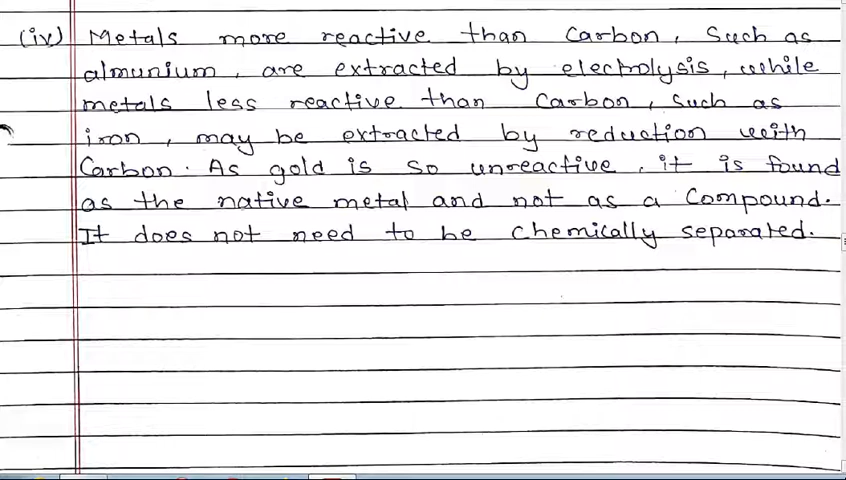 (iv) Metals more reactive than Carbon, Such as
almunium, are extracted by electrolysis, while
metals less reactive than Carbon, Such as
iron, may be extracted by reduction with
Carbon. As gold is so unreactive, it is found
as the native metal and not as a Compound.
It does not need to be chemically separated.